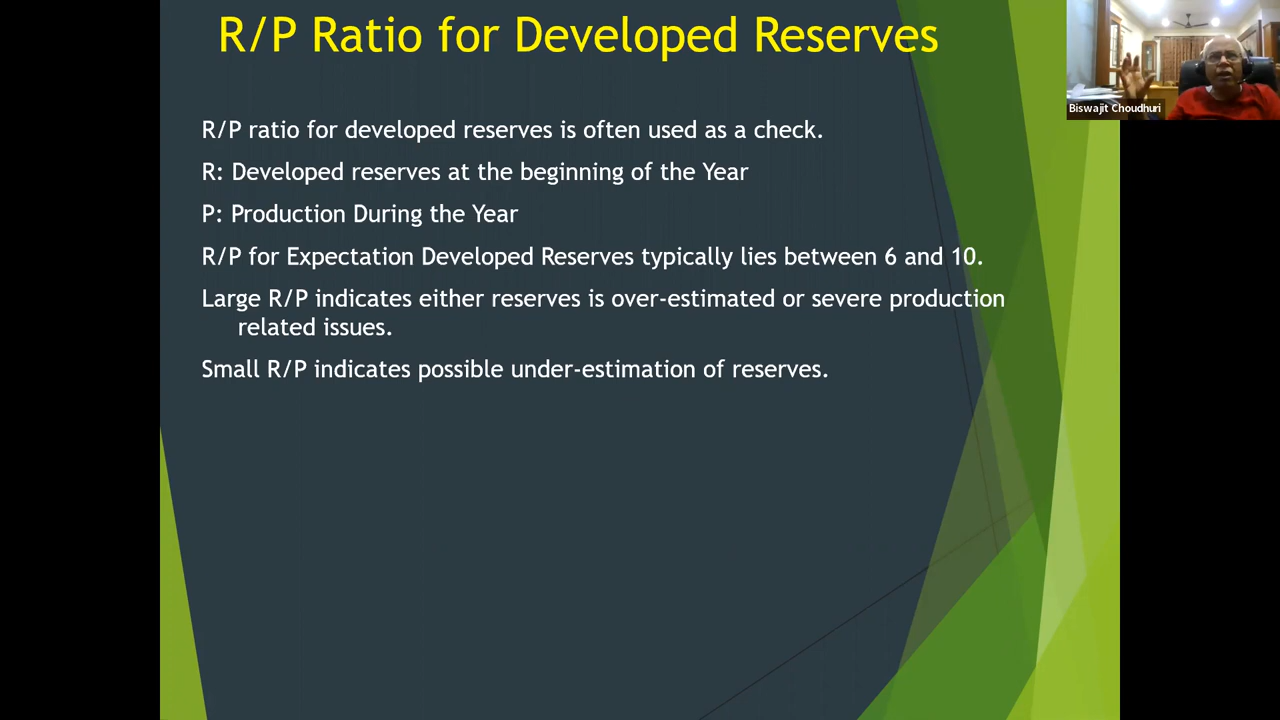 R/P Ratio for Developed Reserves
Biswajit Choudhuri
R/P ratio for developed reserves is often used as a check.
R: Developed reserves at the beginning of the Year
P: Production During the Year
R/P for Expectation Developed Reserves typically lies between 6 and 10.
Large R/P indicates either reserves is over-estimated or severe production
related issues.
Small R/P indicates possible under-estimation of reserves.